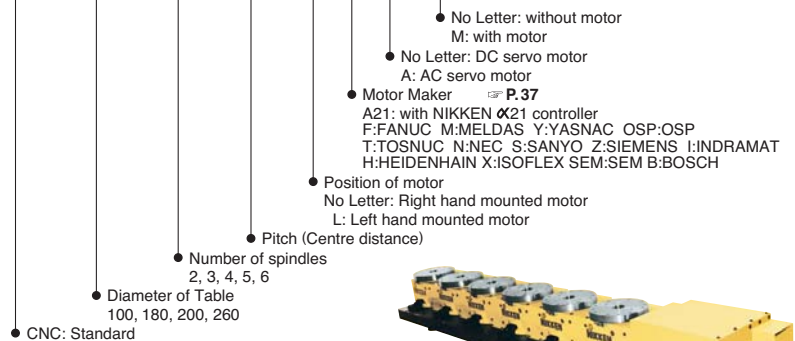 No Letter: without motor
M: with motor
No Letter: DC servo motor
A: AC servo motor
Motor Maker ☞ P.37
A21: with NIKKEN α21 controller
F:FANUC M:MELDAS Y:YASNAC OSP:OSP
T:TOSNUC N:NEC S:SANYO Z:SIEMENS I:INDRAMAT
H:HEIDENHAIN X:ISOFLEX SEM:SEM B:BOSCH
Position of motor
No Letter: Right hand mounted motor
L: Left hand mounted motor
Pitch (Centre distance)
Number of spindles
2, 3, 4, 5, 6
Diameter of Table
100, 180, 200, 260
CNC: Standard
NIKKEN